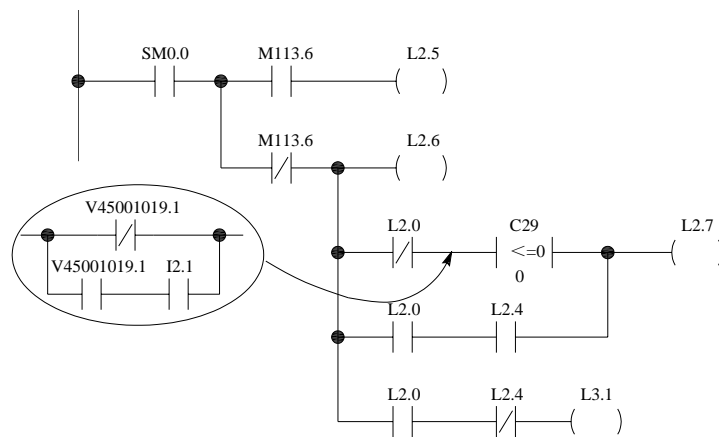 SM0.0 M113.6 L2.5
M113.6 L2.6
V45001019.1
V45001019.1 I2.1
L2.0 C29 L2.7
<=0
0
L2.0 L2.4
L2.0 L2.4 L3.1